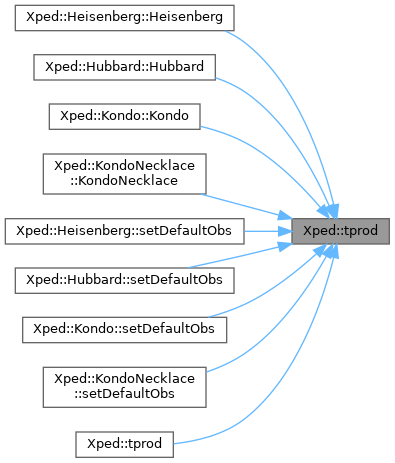 Xped::Heisenberg::Heisenberg
Xped::Hubbard::Hubbard
Xped::Kondo::Kondo
Xped::KondoNecklace
::KondoNecklace
Xped::Heisenberg::setDefaultObs
Xped::tprod
Xped::Hubbard::setDefaultObs
Xped::Kondo::setDefaultObs
Xped::KondoNecklace
::setDefaultObs
Xped::tprod